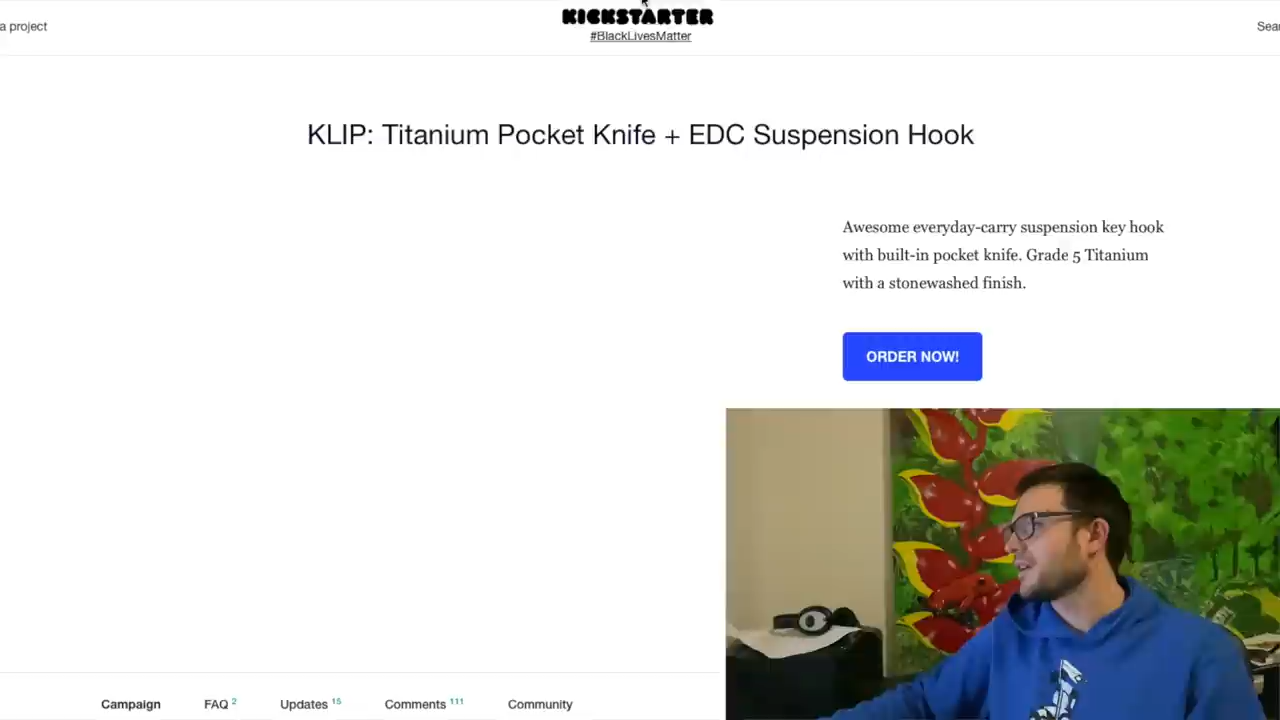 a project
KICKSTARTER
#BlackLivesMatter
KLIP: Titanium Pocket Knife + EDC Suspension Hook
Awesome everyday-carry suspension key hook
with built-in pocket knife. Grade 5 Titanium
with a stonewashed finish.
ORDER NOW!
Campaign
FAQ 2
Updates 15
Comments 111
Community